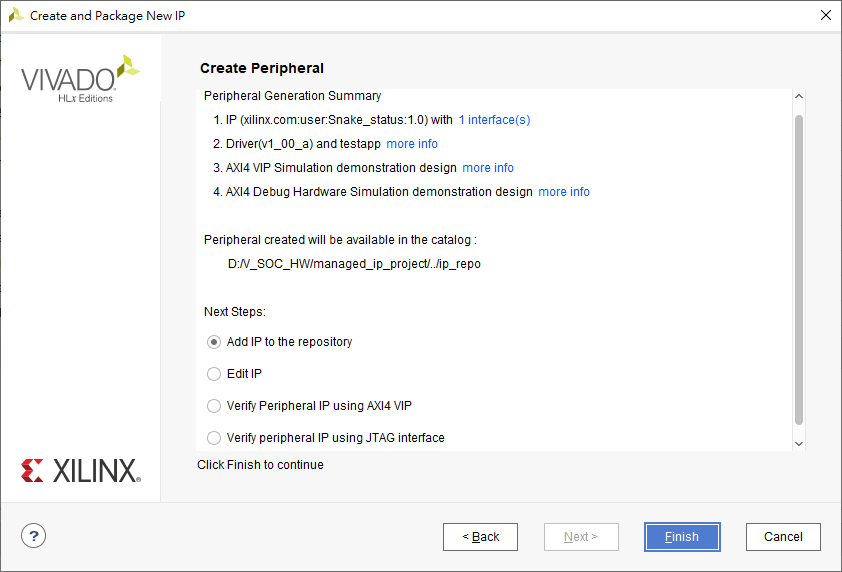 Create and Package New IP
VIVADO
HLx Editions
Create Peripheral
Peripheral Generation Summary
1. IP (xilinx.com:user:Snake_status:1.0) with 1 interface(s)
2. Driver(v1_00_a) and testapp more info
3. AXI4 VIP Simulation demonstration design more info
4. AXI4 Debug Hardware Simulation demonstration design more info
Peripheral created will be available in the catalog :
D:/V_SOC_HW/managed_ip_project/../ip_repo
Next Steps:
Add IP to the repository
Edit IP
Verify Peripheral IP using AXI4 VIP
Verify peripheral IP using JTAG interface
Click Finish to continue
XILINX
?
< Back
Next >
Finish
Cancel